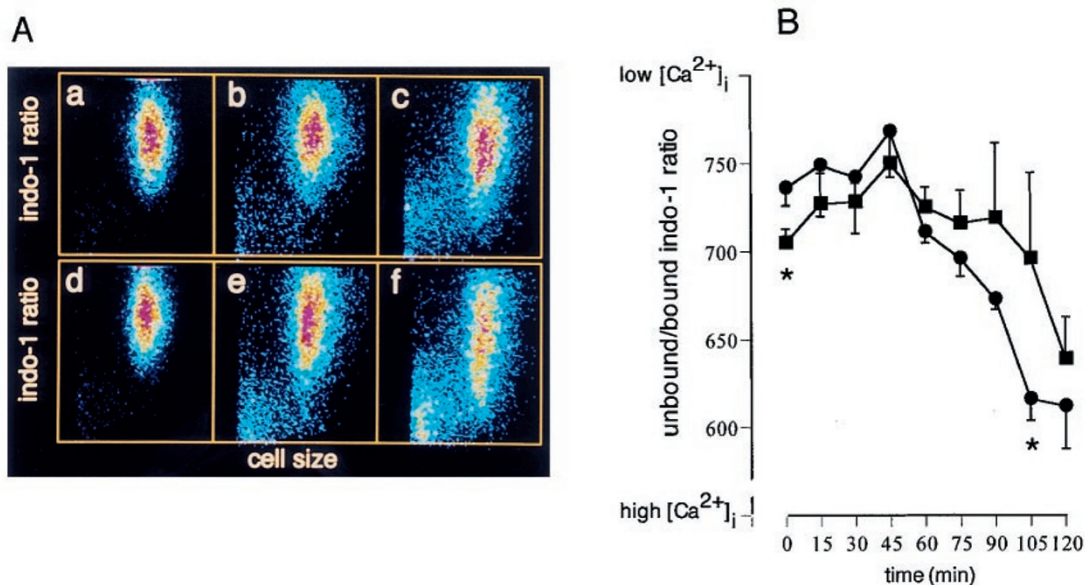 A
indo-1 ratio
a
b
c
indo-1 ratio
d
e
f
cell size
B
low [Ca2+]i
unbound/bound indo-1 ratio
750
700
650
600
*
*
high [Ca2+]i
0 15 30 45 60 75 90 105 120
time (min)